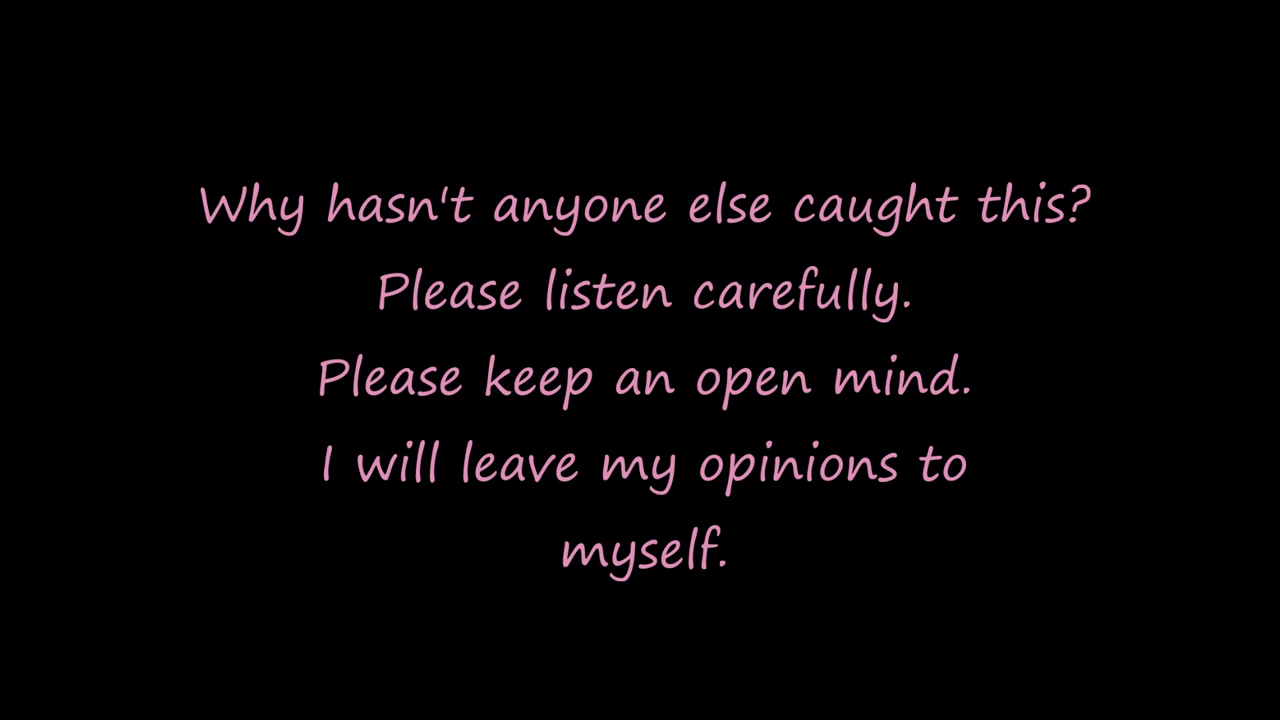 Why hasn't anyone else caught this?
Please listen carefully.
Please keep an open mind.
I will leave my opinions to
myself.